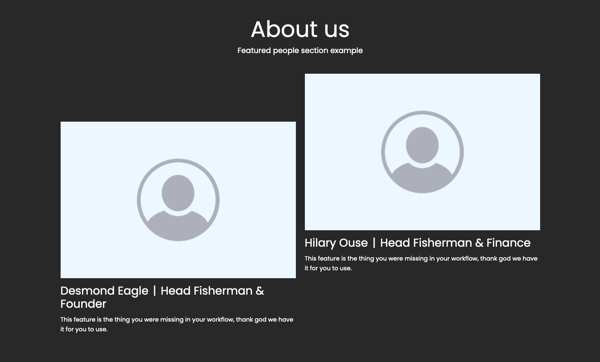 About us
Featured people section example
Desmond Eagle | Head Fisherman &
Founder
This feature is the thing you were missing in your workflow, thank god we have
it for you to use.
Hilary Ouse | Head Fisherman & Finance
This feature is the thing you were missing in your workflow, thank god we have
it for you to use.